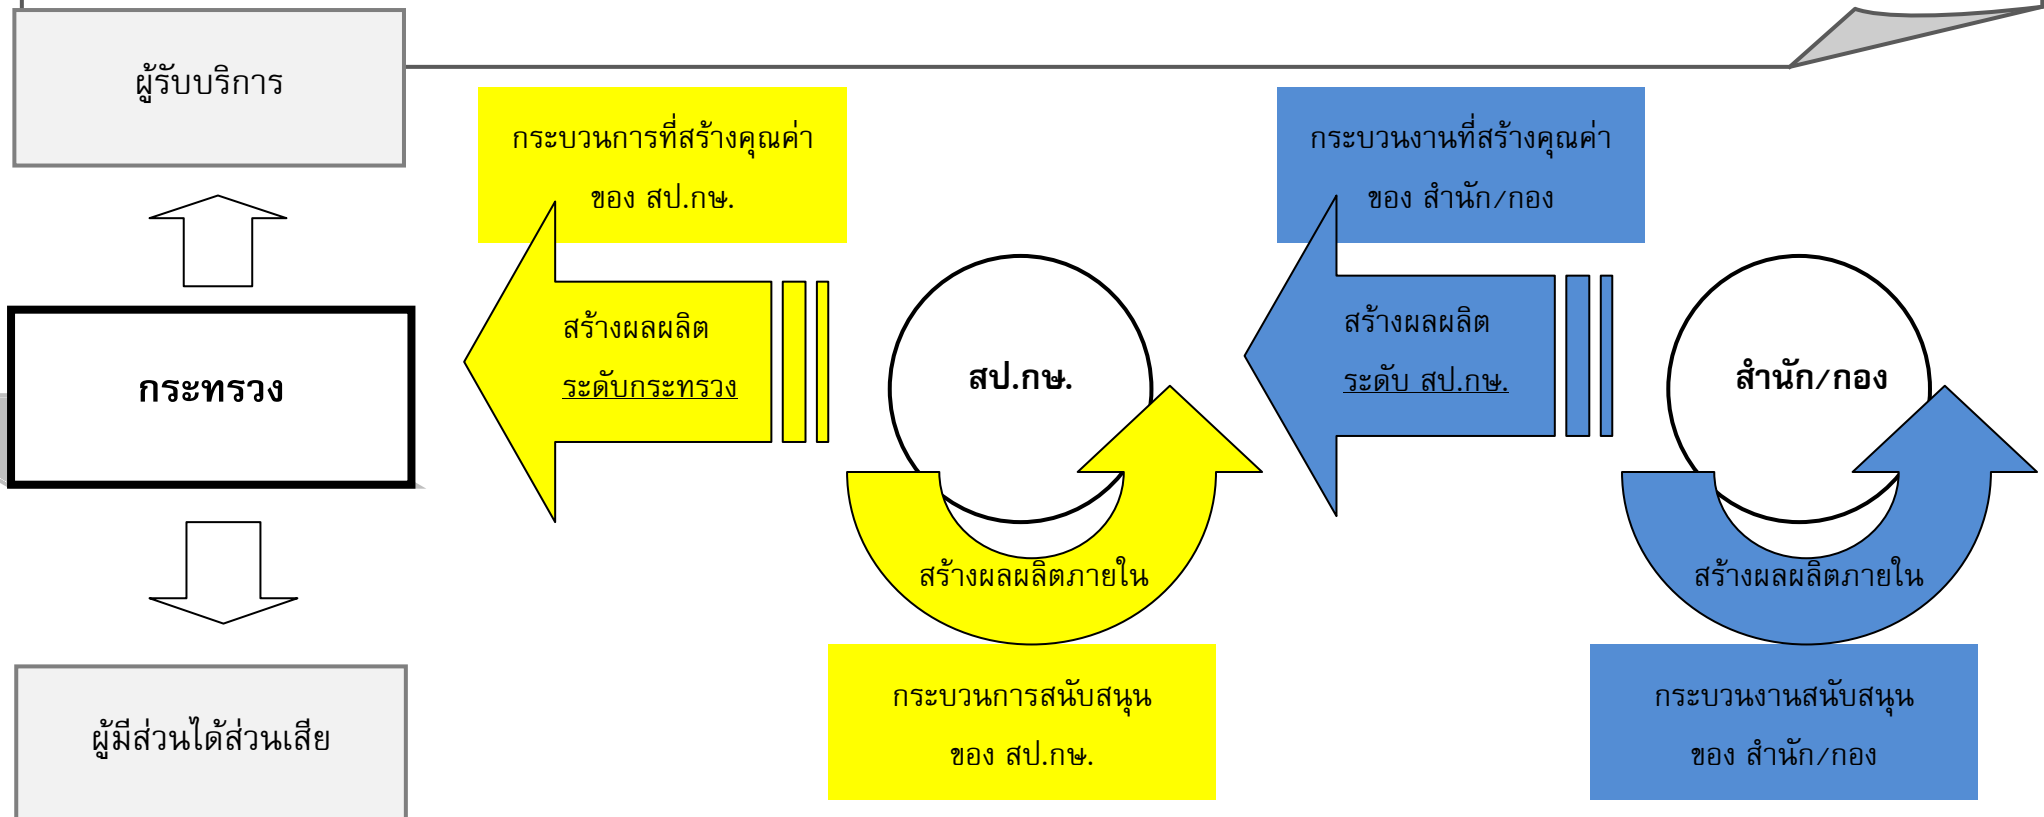 ผู้รับบริการ
กระบวนการที่สร้างคุณค่า
ของ สป.กษ.
กระบวนงานที่สร้างคุณค่า
ของ สำนัก/กอง
กระทรวง
สร้างผลผลิต
ระดับกระทรวง
สป.กษ.
สร้างผลผลิต
ระดับ สป.กษ.
สำนัก/กอง
สร้างผลผลิตภายใน
สร้างผลผลิตภายใน
ผู้มีส่วนได้ส่วนเสีย
กระบวนการสนับสนุน
ของ สป.กษ.
กระบวนงานสนับสนุน
ของ สำนัก/กอง